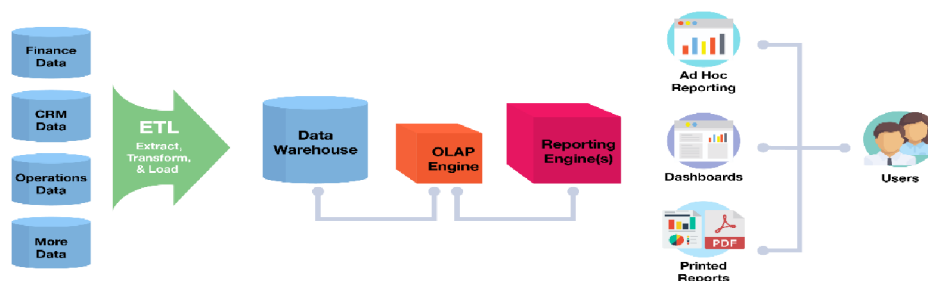 Finance
Data
CRM
Data
Operations
Data
More
Data
ETL
Extract,
Transform,
& Load
Data
Warehouse
OLAP
Engine
Reporting
Engine(s)
Ad Hoc
Reporting
Dashboards
PDF
Printed
Reports
Users